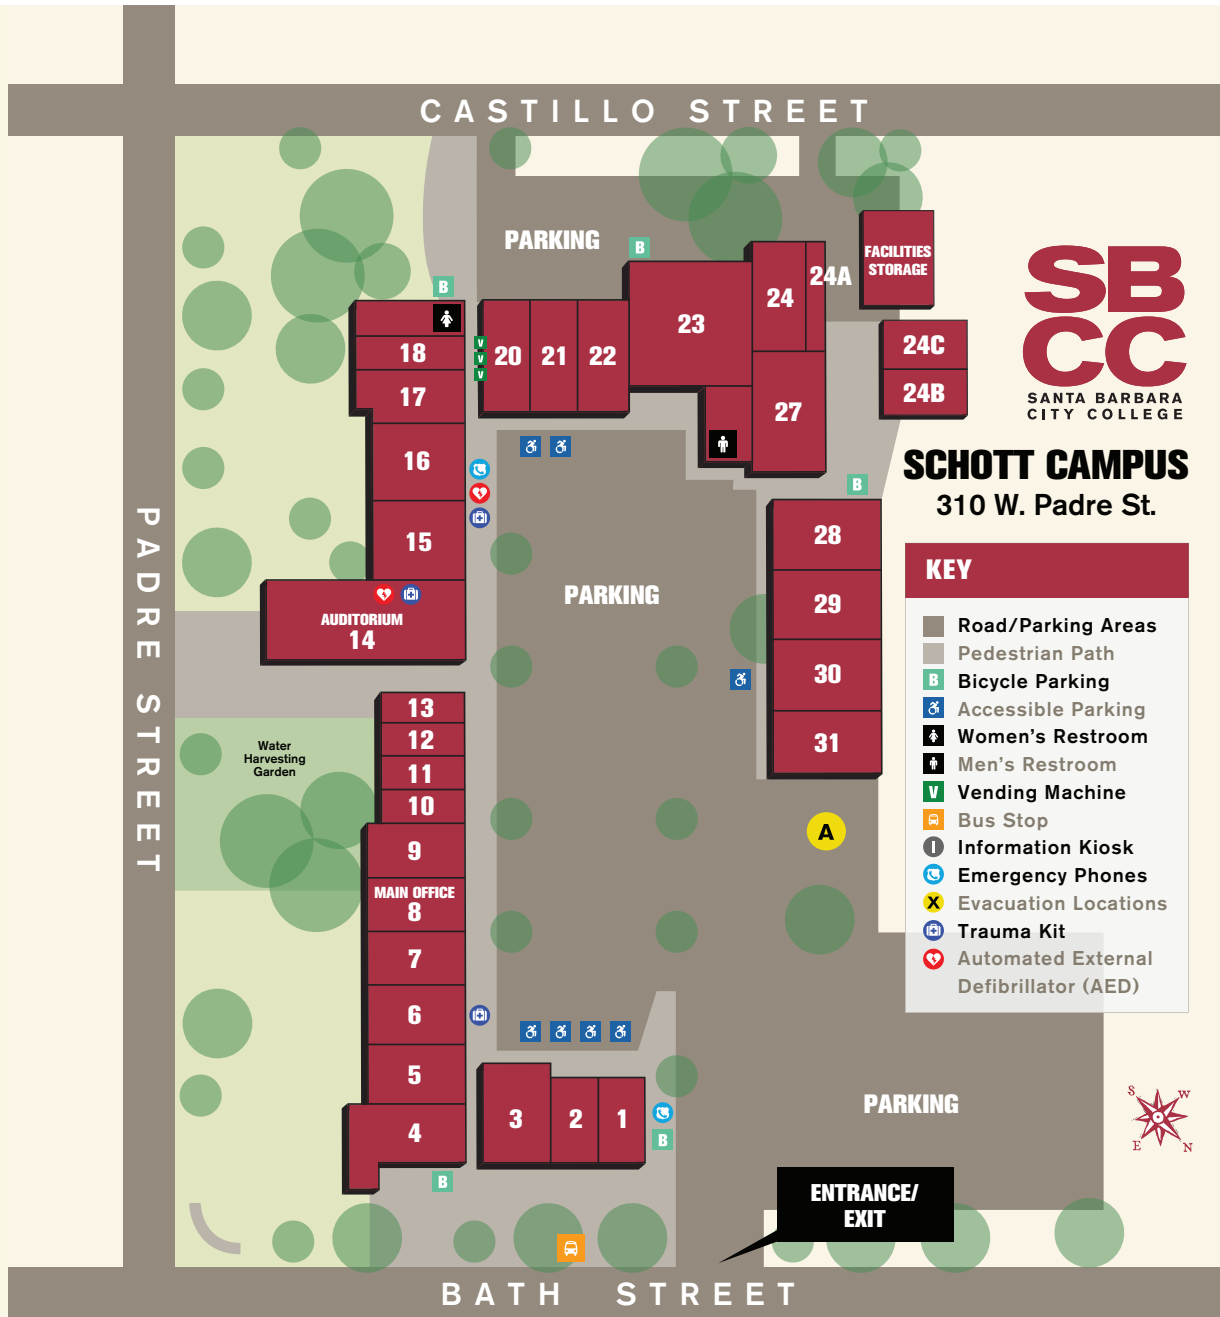 CASTILLO STREET
PARKING
B
B
FACILITIES
STORAGE
24A
24
23
SBCC
SANTA BARBARA
CITY COLLEGE
18
V
V
V
20
21
22
24C
24B
17
27
16
SCHOTT CAMPUS
310 W. Padre St.
B
PADRE STREET
15
28
PARKING
29
AUDITORIUM
14
30
31
13
12
11
10
Water
Harvesting
Garden
9
A
MAIN OFFICE
8
7
6
5
4
3
2
1
B
B
PARKING
ENTRANCE/
EXIT
KEY
Road/Parking Areas
Pedestrian Path
B Bicycle Parking
Accessible Parking
Women's Restroom
Men's Restroom
V Vending Machine
Bus Stop
I Information Kiosk
Emergency Phones
X Evacuation Locations
Trauma Kit
Automated External
Defibrillator (AED)
S W
E N
BATH STREET